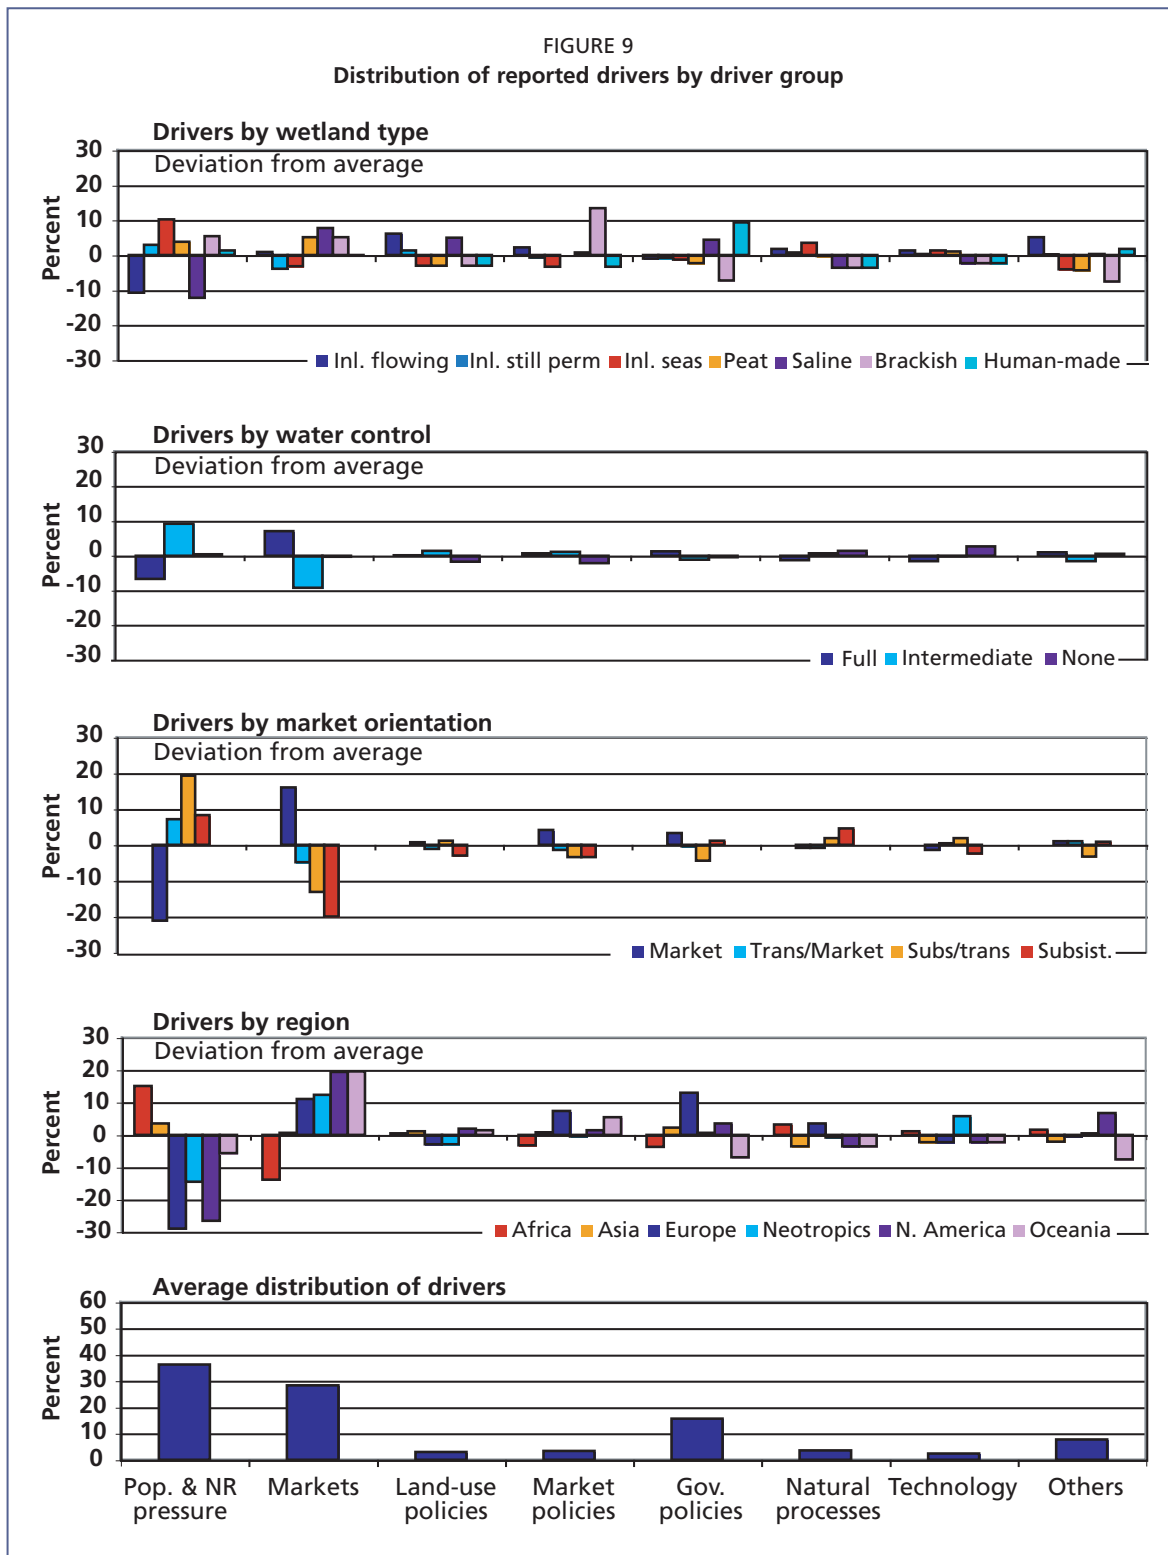 FIGURE 9
Distribution of reported drivers by driver group
Drivers by wetland type
Deviation from average
Percent
30
20
10
0
-10
-20
-30
Inl. flowing Inl. still perm Inl. seas Peat Saline Brackish Human-made
Drivers by water control
Deviation from average
Percent
30
20
10
0
-10
-20
-30
Full Intermediate None
Drivers by market orientation
Deviation from average
Percent
30
20
10
0
-10
-20
-30
Market Trans/Market Subs/trans Subsist.
Drivers by region
Deviation from average
Percent
30
20
10
0
-10
-20
-30
Africa Asia Europe Neotropics N. America Oceania
Average distribution of drivers
Percent
60
50
40
30
20
10
0
Pop. & NR Markets Land-use Market Gov. Natural Technology Others
pressure policies policies policies processes